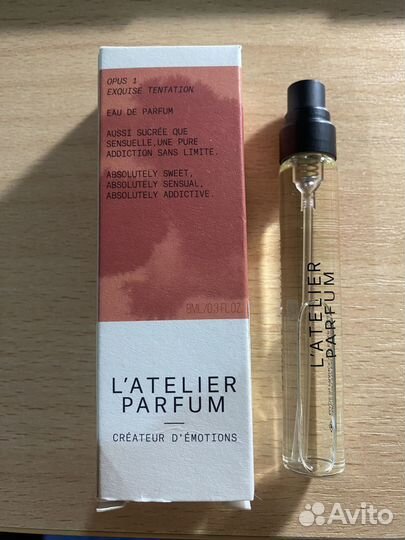 OPUS 1
EXQUISE TENTATION
EAU DE PARFUM
AUSSI SUCRÉE QUE
SENSUELLE,UNE PURE
ADDICTION SANS LIMITE.
ABSOLUTELY SWEET,
ABSOLUTELY SENSUAL,
ABSOLUTELY ADDICTIVE.
8ML/0.3 FL.OZ
L'ATELIER
PARFUM
CRÉATEUR D'ÉMOTIONS
L'ATELIER
PARFUM
Avito